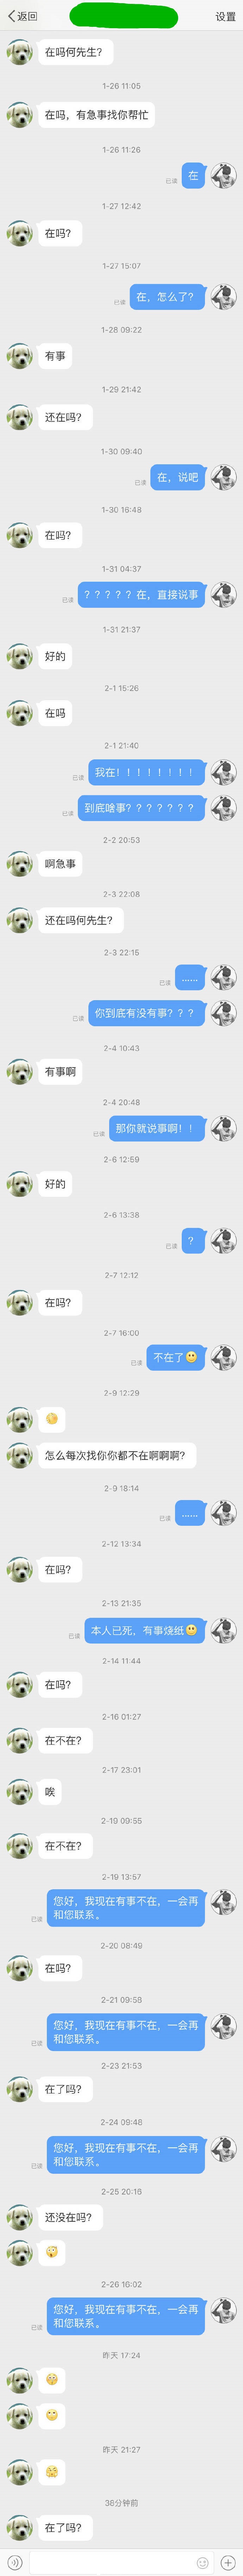 返回
设置
在吗何先生?
1-26 11:05
在吗，有急事找你帮忙
1-26 11:26
在
已读
1-27 12:42
在吗?
1-27 15:07
在，怎么了?
已读
1-28 09:22
有事
1-29 21:42
还在吗?
1-30 09:40
在，说吧
已读
1-30 16:48
在吗?
1-31 04:37
? ? ? ? ? 在，直接说事
已读
1-31 21:37
好的
2-1 15:26
在吗
2-1 21:40
我在! ! ! ! ! ! ! !
已读
到底啥事? ? ? ? ? ? ?
已读
2-2 20:53
啊急事
2-3 22:08
还在吗何先生?
2-3 22:15
......
已读
你到底有没有事? ? ?
已读
2-4 10:43
有事啊
2-4 20:48
那你就说事啊! !
已读
2-6 12:59
好的
2-6 13:38
?
已读
2-7 12:12
在吗?
2-7 16:00
不在了
已读
2-9 12:29
怎么每次找你你都不在啊啊啊?
2-9 18:14
......
已读
2-12 13:34
在吗?
2-13 21:35
本人已死，有事烧纸
已读
2-14 11:44
在吗?
2-16 01:27
在不在?
2-17 23:01
唉
2-19 09:55
在不在?
2-19 13:57
您好，我现在有事不在，一会再
和您联系。
已读
2-20 08:49
在吗?
2-21 09:58
您好，我现在有事不在，一会再
和您联系。
已读
2-23 21:53
在了吗?
2-24 09:48
您好，我现在有事不在，一会再
和您联系。
已读
2-25 20:16
还没在吗?
2-26 16:02
您好，我现在有事不在，一会再
和您联系。
已读
昨天 17:24
昨天 21:27
38分钟前
在了吗?